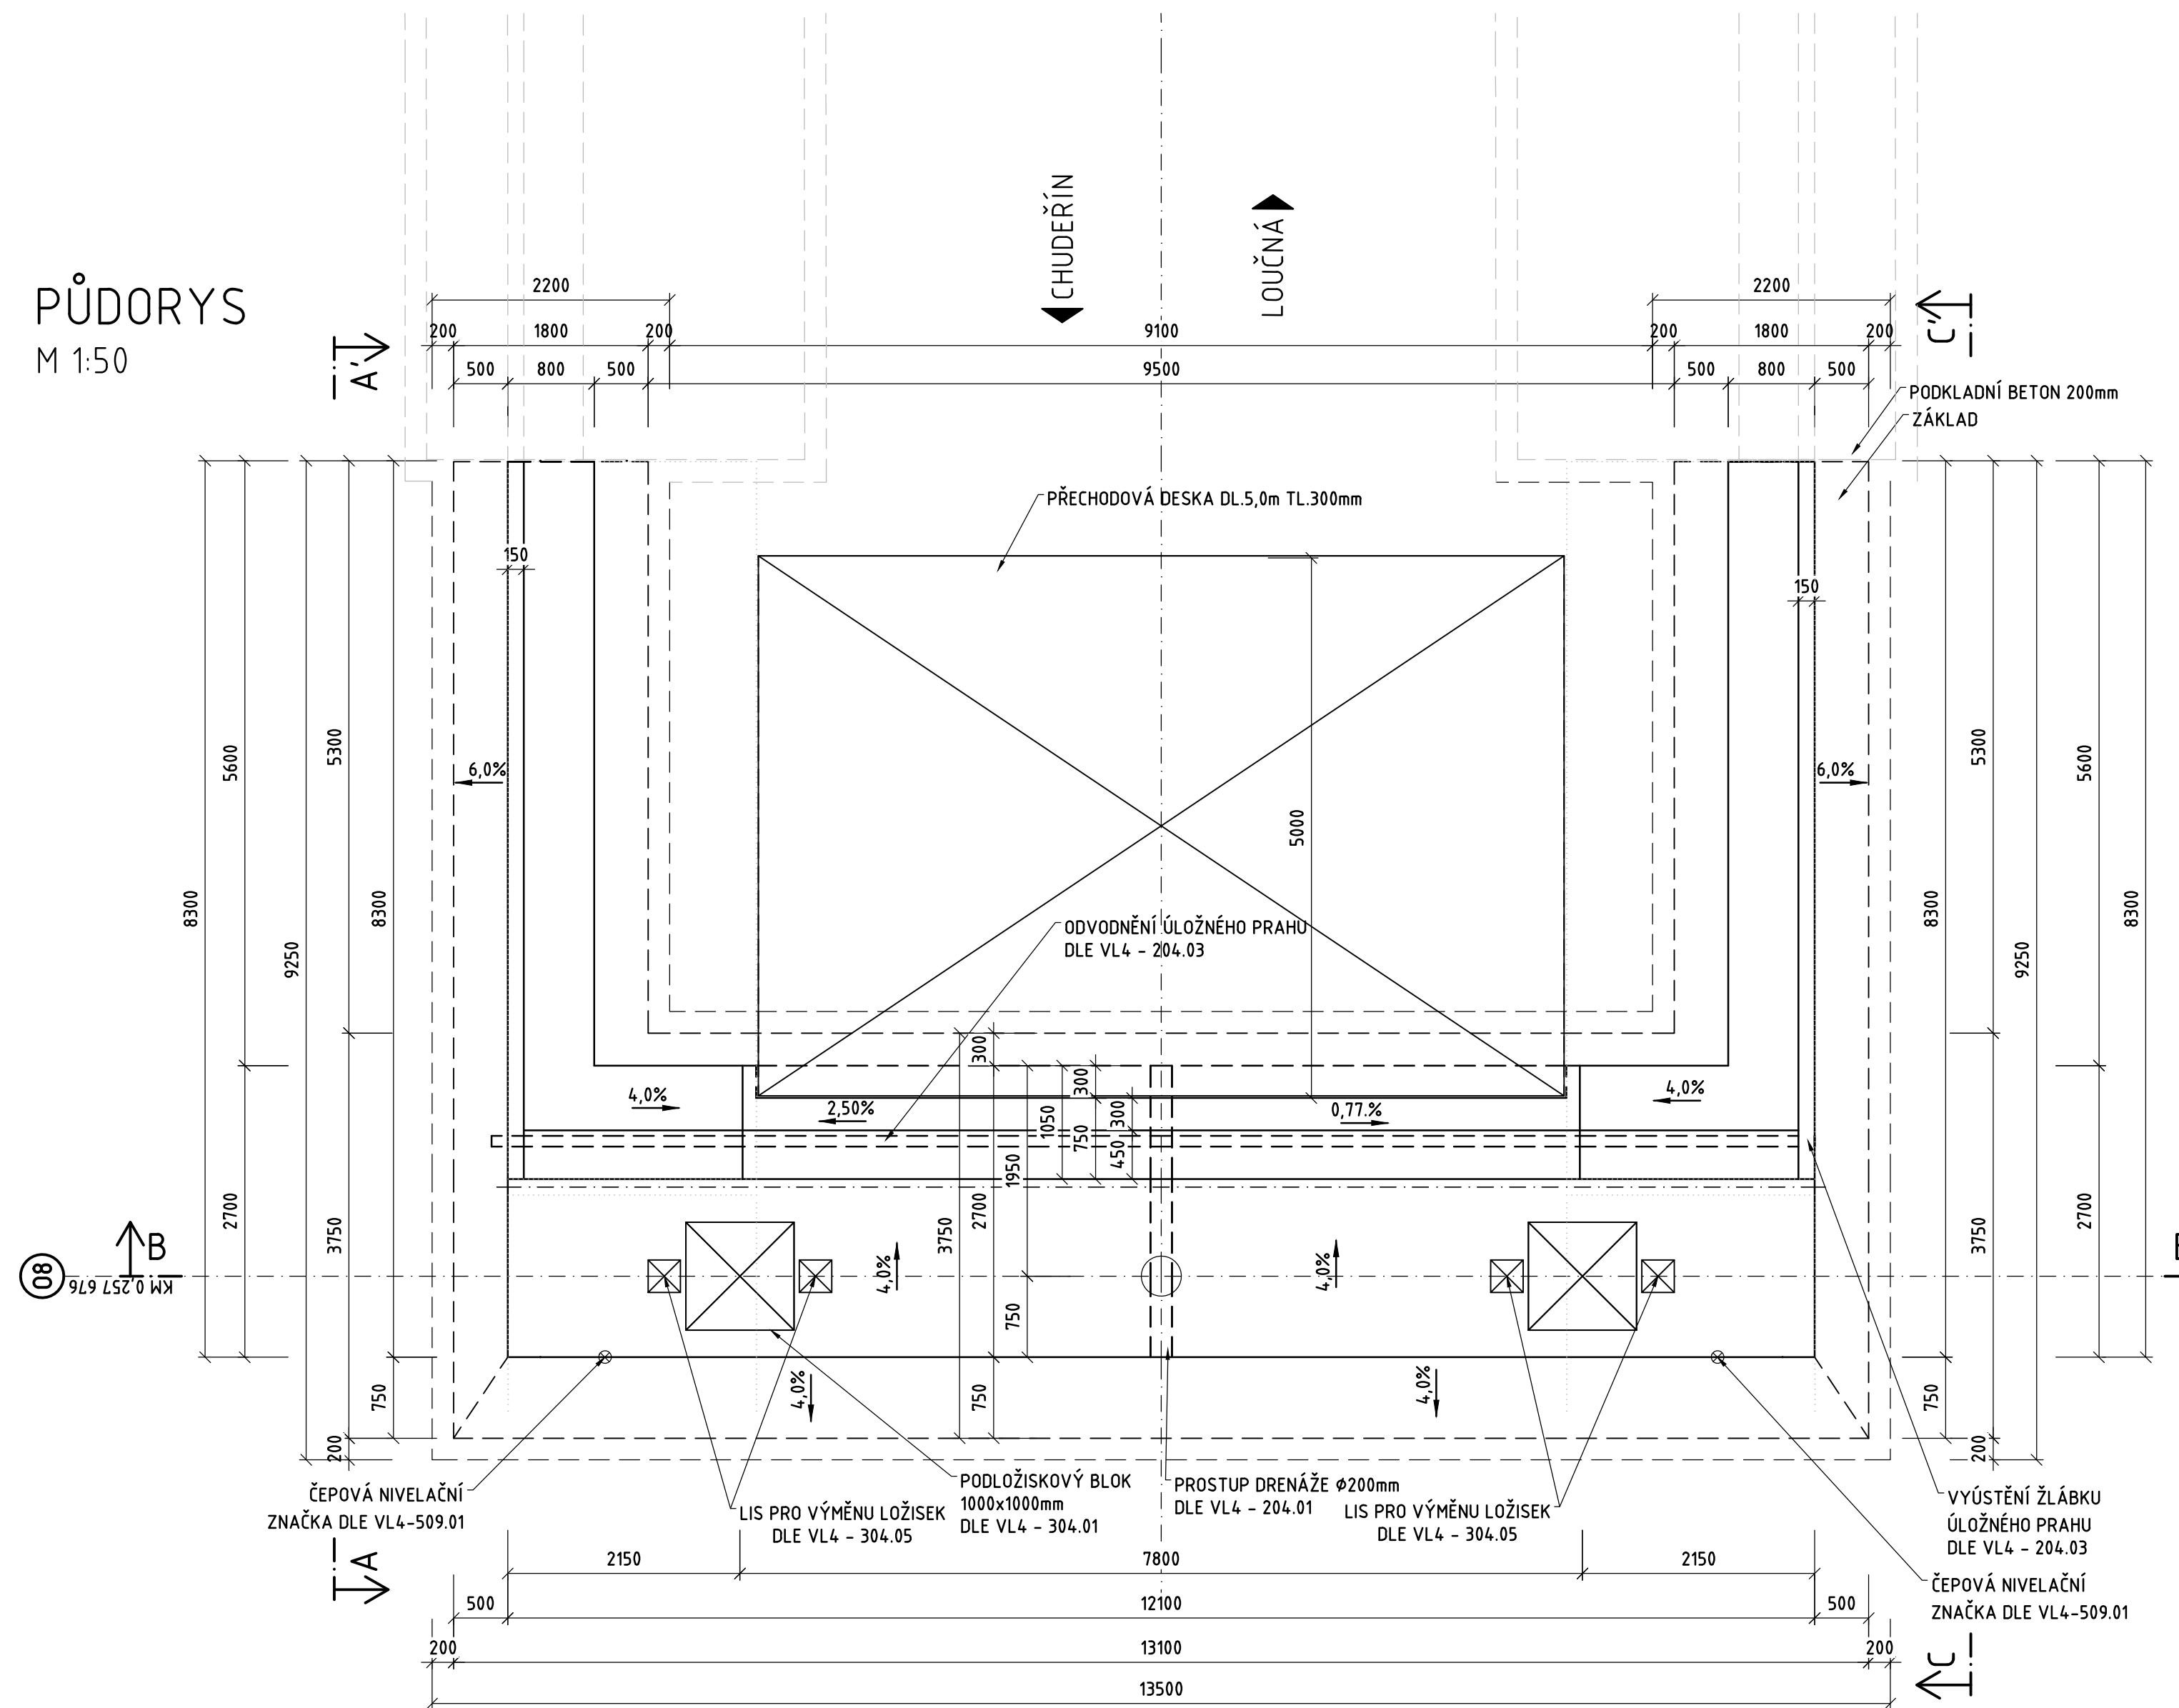 PŮDORYS
M 1:50
CHUDEŘÍN
LOUČNÁ
A'
C'
2200
2200
200
1800
200
9100
200
1800
200
500
800
500
9500
500
800
500
PODKLADNÍ BETON 200mm
ZÁKLAD
PŘECHODOVÁ DESKA DL.5,0m TL.300mm
150
150
5600
5300
5300
5600
6,0%
6,0%
5000
8300
8300
8300
8300
9250
9250
ODVODNĚNÍ ÚLOŽNÉHO PRAHU
DLE VL4 - 204.03
300
300
300
4,0%
2,50%
0,77.%
4,0%
1050
750
450
1950
2700
3750
3750
2700
2700
3750
B
08
KM 0,257 676
4,0%
4,0%
750
4,0%
4,0%
750
750
750
200
200
ČEPOVÁ NIVELAČNÍ
ZNAČKA DLE VL4-509.01
LIS PRO VÝMĚNU LOŽISEK
DLE VL4 - 304.05
PODLOŽISKOVÝ BLOK
1000x1000mm
DLE VL4 - 304.01
PROSTUP DRENÁŽE Ø200mm
DLE VL4 - 204.01
LIS PRO VÝMĚNU LOŽISEK
DLE VL4 - 304.05
VYÚSTĚNÍ ŽLÁBKU
ÚLOŽNÉHO PRAHU
DLE VL4 - 204.03
ČEPOVÁ NIVELAČNÍ
ZNAČKA DLE VL4-509.01
A
2150
7800
2150
500
12100
500
200
13100
200
C
13500